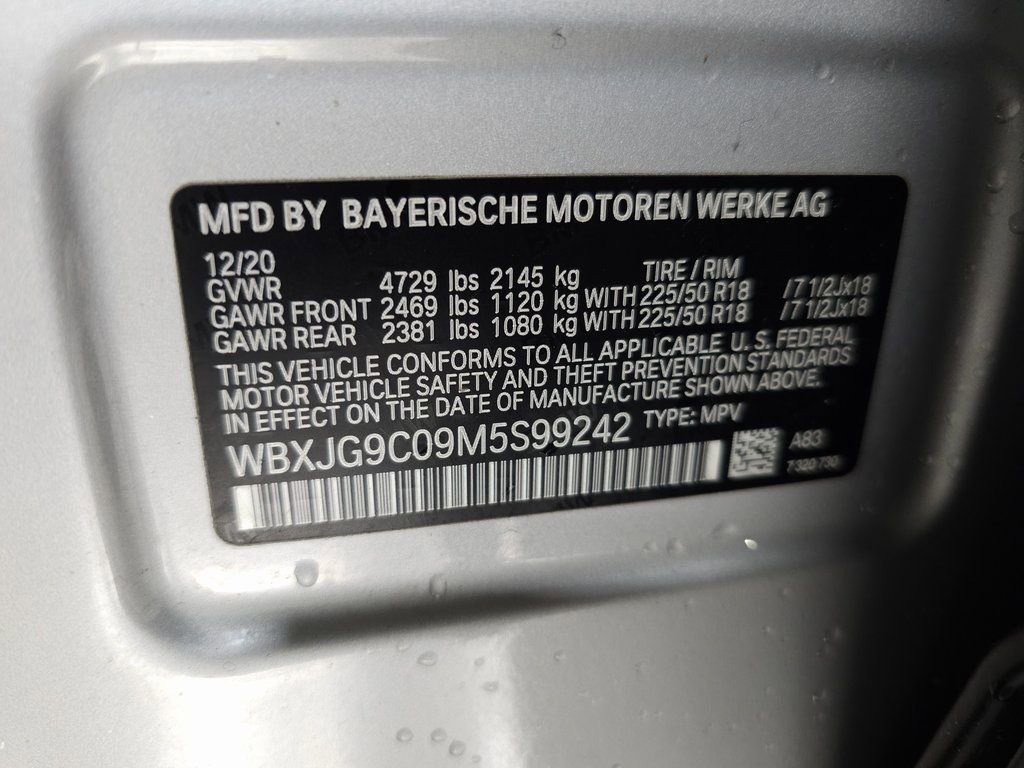 MFD BY BAYERISCHE MOTOREN WERKE AG
12/20 TIRE / RIM
GVWR 4729 lbs 2145 kg
GAWR FRONT 2469 lbs 1120 kg WITH 225/50 R18 /7 1/2Jx18
GAWR REAR 2381 lbs 1080 kg WITH 225/50 R18 /7 1/2Jx18
THIS VEHICLE CONFORMS TO ALL APPLICABLE U. S. FEDERAL
MOTOR VEHICLE SAFETY AND THEFT PREVENTION STANDARDS
IN EFFECT ON THE DATE OF MANUFACTURE SHOWN ABOVE.
WBXJG9C09M5S99242 TYPE: MPV
A83
7 320 730